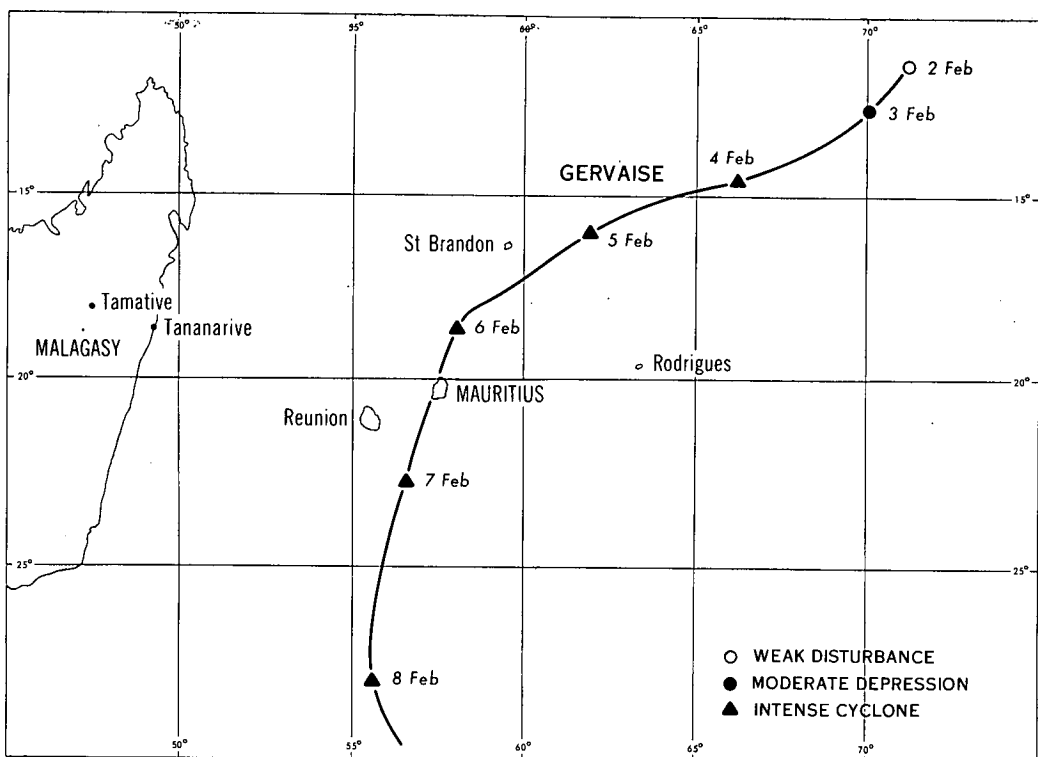 50° 55° 60° 65° 70°
2 Feb
3 Feb
4 Feb
GERVAISE
15° 15°
St Brandon
5 Feb
Tamative
Tananarive
6 Feb
MALAGASY
Rodrigues
20° 20°
MAURITIUS
Reunion
7 Feb
25° 25°
WEAK DISTURBANCE
8 Feb
MODERATE DEPRESSION
INTENSE CYCLONE
50° 55° 60° 65° 70°